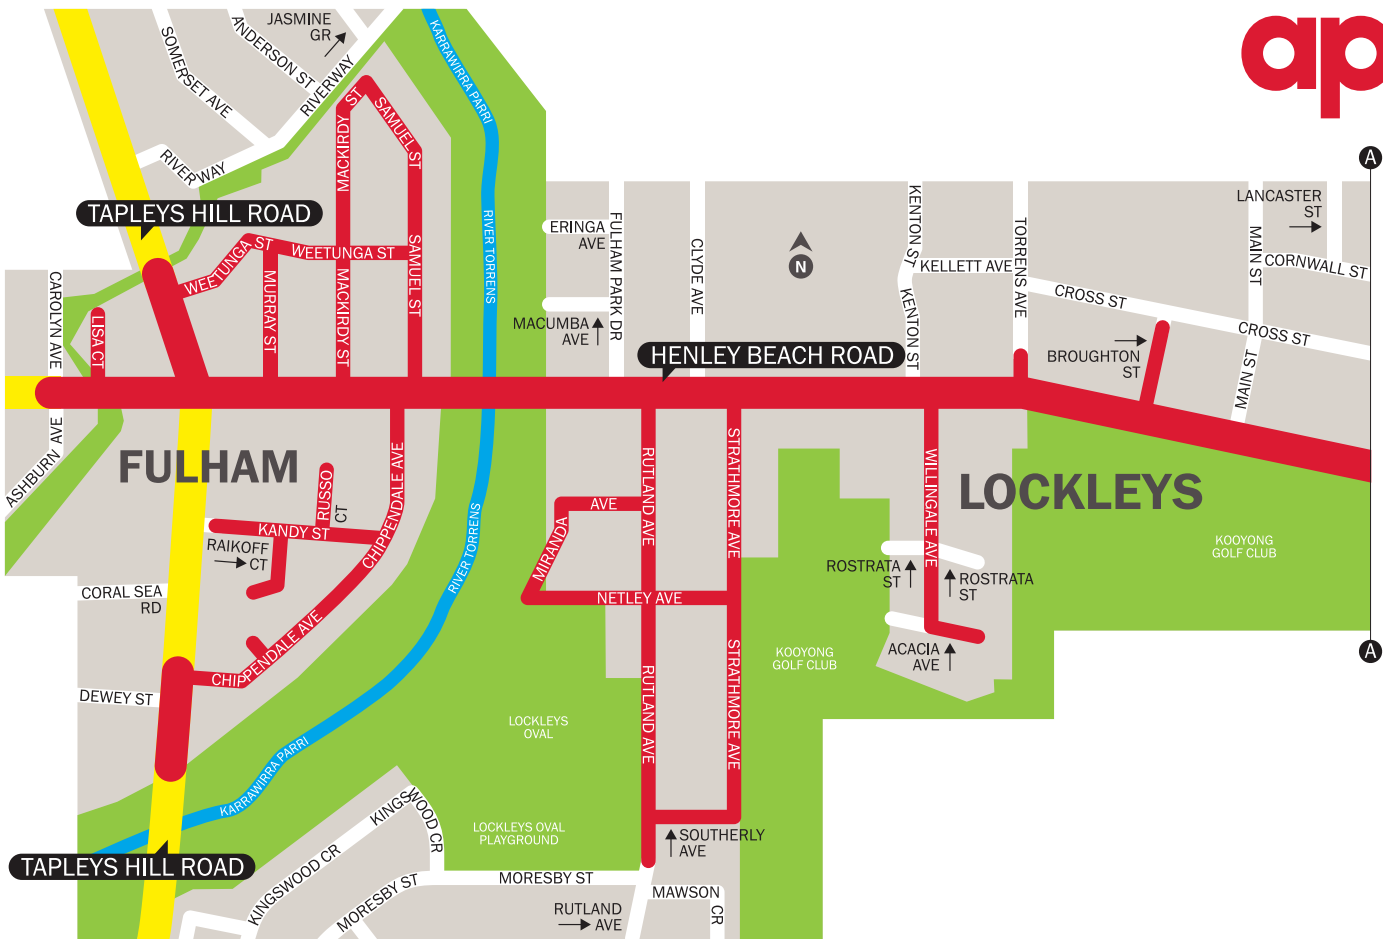 ap
JASMINE
GR
SOMERSET AVE
ANDERSON ST
RIVERWAY
RIVERWAY
KARRAWIRRA PARRI
MACKIRDY ST
SAMUEL ST
TAPLEYS HILL ROAD
WEETUNGA ST
WEETUNGA ST
MURRAY ST
MACKIRDY ST
SAMUEL ST
RIVER TORRENS
ERINGA
AVE
FULHAM PARK DR
MACUMBA
AVE
CLYDE AVE
N
KENTON ST
KELLETT AVE
KENTON ST
TORRENS AVE
CROSS ST
CROSS ST
BROUGHTON
ST
MAIN ST
MAIN ST
LANCASTER
ST
CORNWALL ST
A
CAROLYN AVE
LISA CT
HENLEY BEACH ROAD
ASHBURN AVE
FULHAM
LOCKLEYS
RUSSO
CT
KANDY ST
RAIKOFF
CT
CHIPPENDALE AVE
CHIPPENDALE AVE
CORAL SEA
RD
DEWEY ST
RIVER TORRENS
KARRAWIRRA PARRI
MIRANDA
AVE
NETLEY AVE
RUTLAND AVE
RUTLAND AVE
STRATHMORE AVE
STRATHMORE AVE
WILLINGALE AVE
ROSTRATA
ST
ROSTRATA
ST
ACACIA
AVE
KOOYONG
GOLF CLUB
KOOYONG
GOLF CLUB
A
LOCKLEYS
OVAL
LOCKLEYS OVAL
PLAYGROUND
SOUTHERLY
AVE
TAPLEYS HILL ROAD
KINGSWOOD CR
KINGSWOOD CR
MORESBY ST
MORESBY ST
MAWSON
CR
RUTLAND
AVE